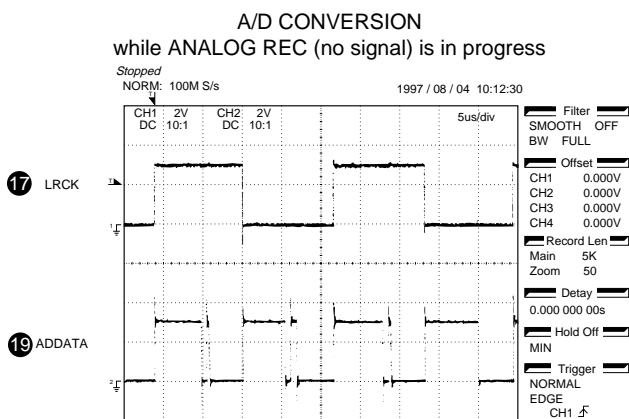 A/D CONVERSION
while ANALOG REC (no signal) is in progress
Stopped
NORM: 100M S/s
1997 / 08 / 04 10:12:30
CH1 2V CH2 2V 5us/div
DC 10:1 DC 10:1
17 LRCK
19 ADDATA
T
T
1
2
Filter
SMOOTH OFF
BW FULL
Offset
CH1 0.000V
CH2 0.000V
CH3 0.000V
CH4 0.000V
Record Len
Main 5K
Zoom 50
Detay
0.000 000 00s
Hold Off
MIN
Trigger
NORMAL
EDGE
CH1